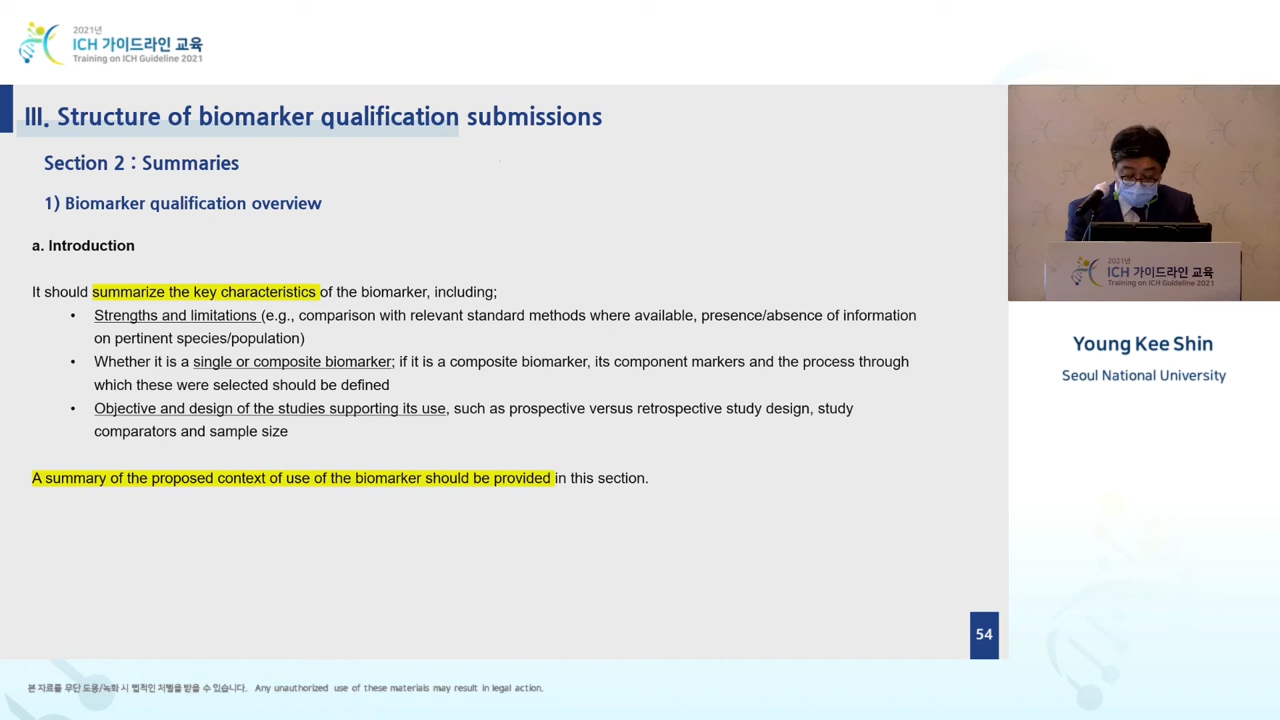 2021년
ICH 가이드라인 교육
Training on ICH Guideline 2021
III. Structure of biomarker qualification submissions
Section 2 : Summaries
1) Biomarker qualification overview
a. Introduction
It should summarize the key characteristics of the biomarker, including;
• Strengths and limitations (e.g., comparison with relevant standard methods where available, presence/absence of information
on pertinent species/population)
• Whether it is a single or composite biomarker; if it is a composite biomarker, its component markers and the process through
which these were selected should be defined
• Objective and design of the studies supporting its use, such as prospective versus retrospective study design, study
comparators and sample size
A summary of the proposed context of use of the biomarker should be provided in this section.
54
2021년
ICH 가이드라인 교육
Training on ICH Guideline 2021
Young Kee Shin
Seoul National University
본 자료를 무단 도용/녹화 시 법적인 처벌을 받을 수 있습니다. Any unauthorized use of these materials may result in legal action.